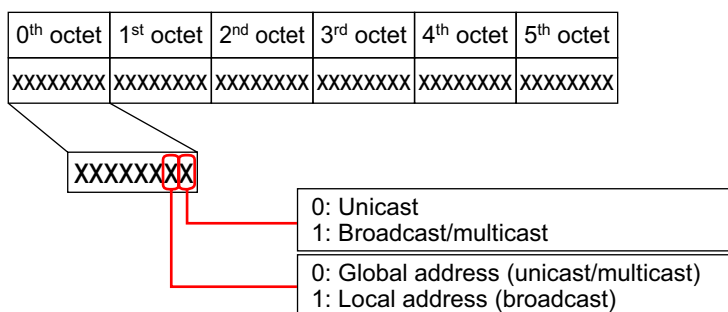 0th octet 1st octet 2nd octet 3rd octet 4th octet 5th octet
XXXXXXXX XXXXXXXX XXXXXXXX XXXXXXXX XXXXXXXX XXXXXXXX
XXXXXXXX
0: Unicast
1: Broadcast/multicast
0: Global address (unicast/multicast)
1: Local address (broadcast)